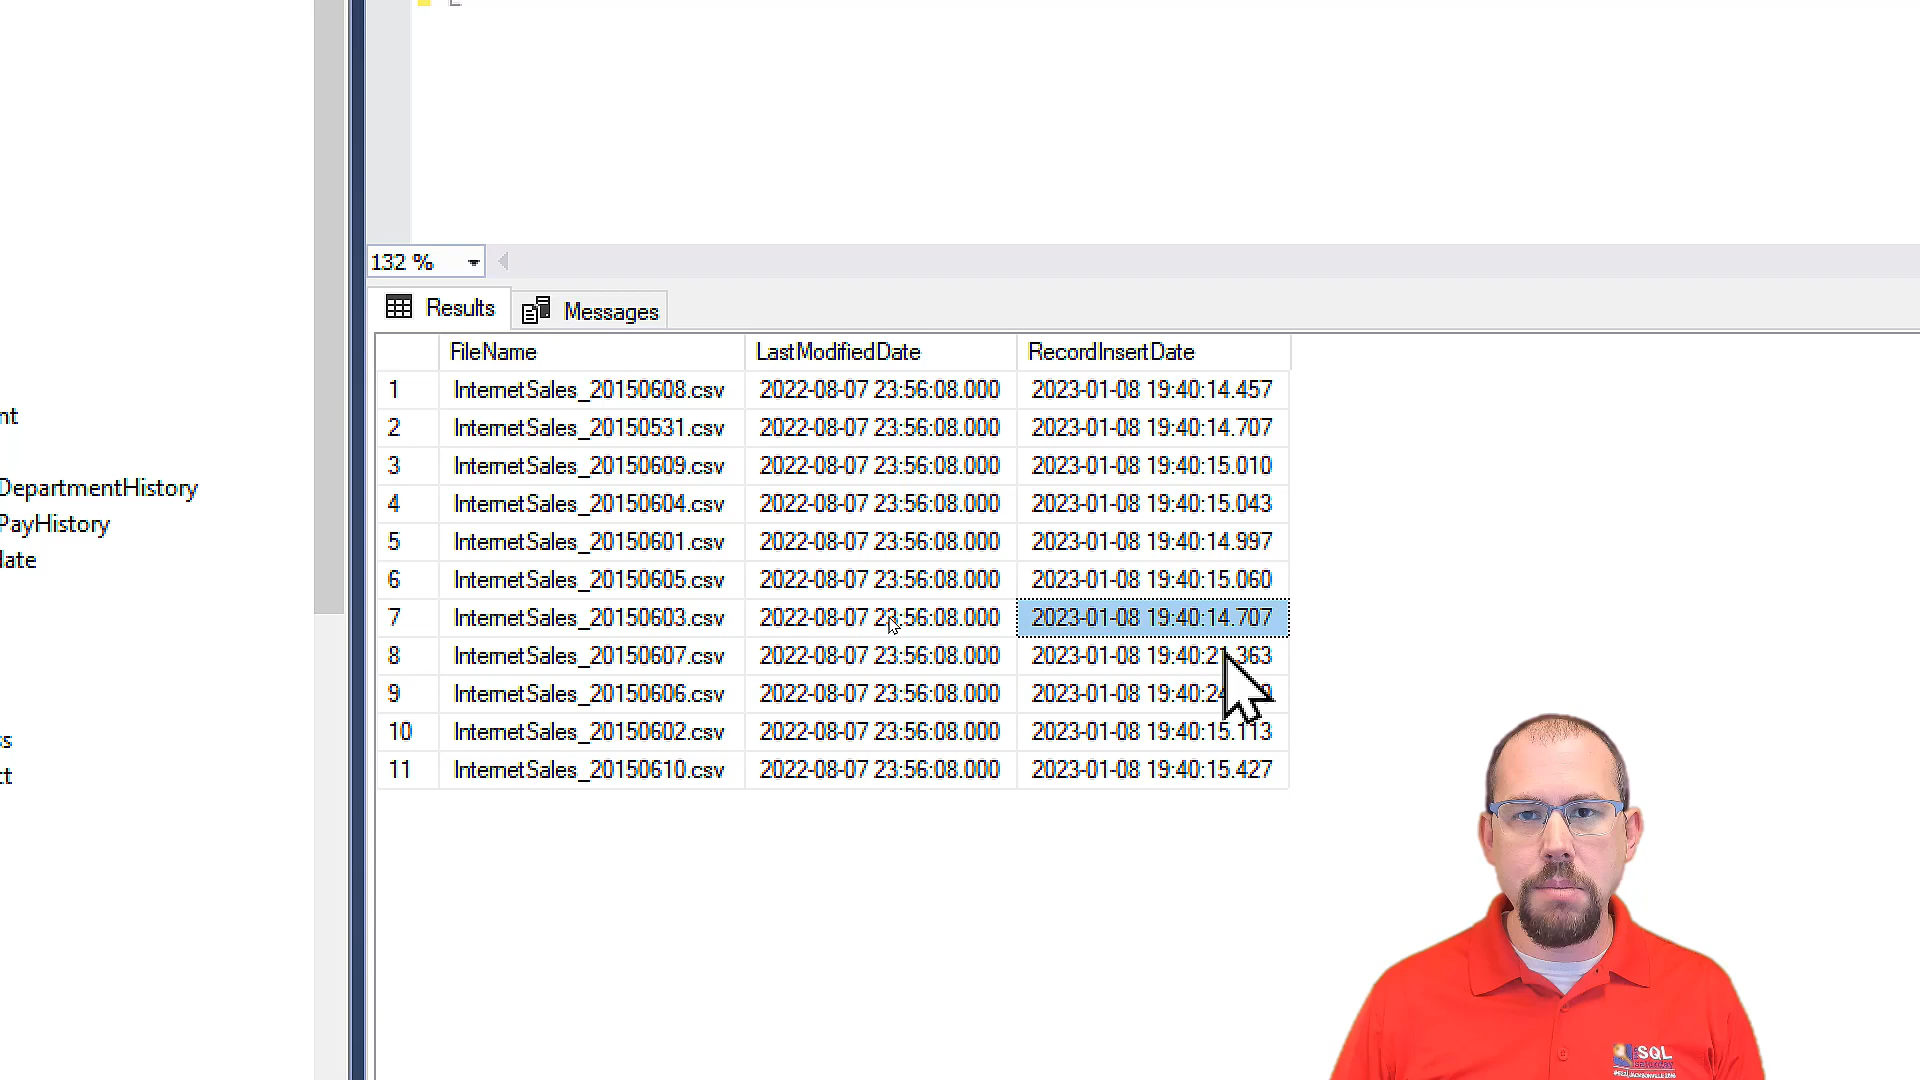 132 %
Results Messages
FileName LastModifiedDate RecordInsertDate
1 InternetSales_20150608.csv 2022-08-07 23:56:08.000 2023-01-08 19:40:14.457
2 InternetSales_20150531.csv 2022-08-07 23:56:08.000 2023-01-08 19:40:14.707
3 InternetSales_20150609.csv 2022-08-07 23:56:08.000 2023-01-08 19:40:15.010
4 InternetSales_20150604.csv 2022-08-07 23:56:08.000 2023-01-08 19:40:15.043
nt
DepartmentHistory
5 InternetSales_20150601.csv 2022-08-07 23:56:08.000 2023-01-08 19:40:14.997
PayHistory
6 InternetSales_20150605.csv 2022-08-07 23:56:08.000 2023-01-08 19:40:15.060
date
7 InternetSales_20150603.csv 2022-08-07 23:56:08.000 2023-01-08 19:40:14.707
8 InternetSales_20150607.csv 2022-08-07 23:56:08.000 2023-01-08
9 InternetSales_20150606.csv 2022-08-07 23:56:08.000 2023-01-08
10 InternetSales_20150602.csv 2022-08-07 23:56:08.000 2023-01-08 19:40:15.113
11 InternetSales_20150610.csv 2022-08-07 23:56:08.000 2023-01-08 19:40:15.427
SQL